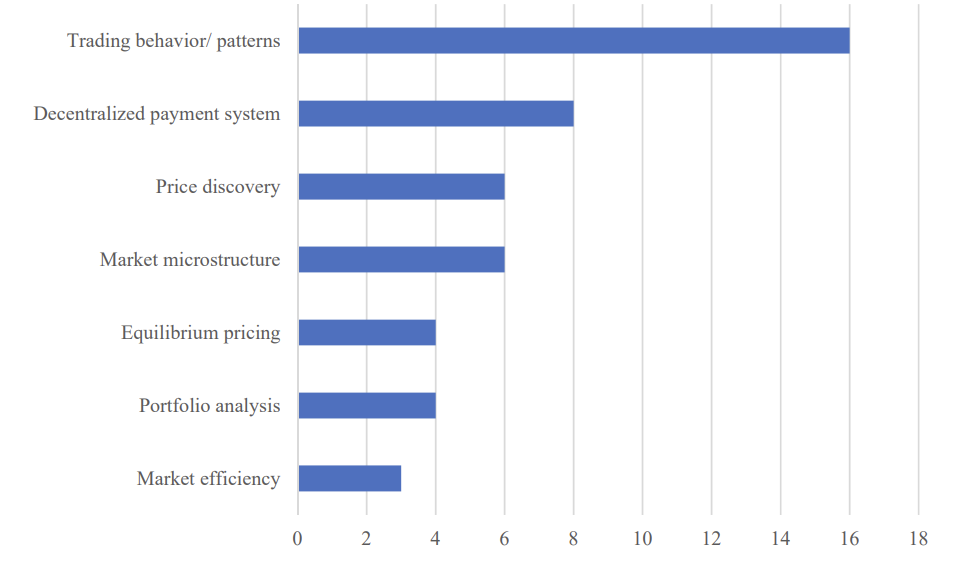 Trading behavior/ patterns
Decentralized payment system
Price discovery
Market microstructure
Equilibrium pricing
Portfolio analysis
Market efficiency
0 2 4 6 8 10 12 14 16 18